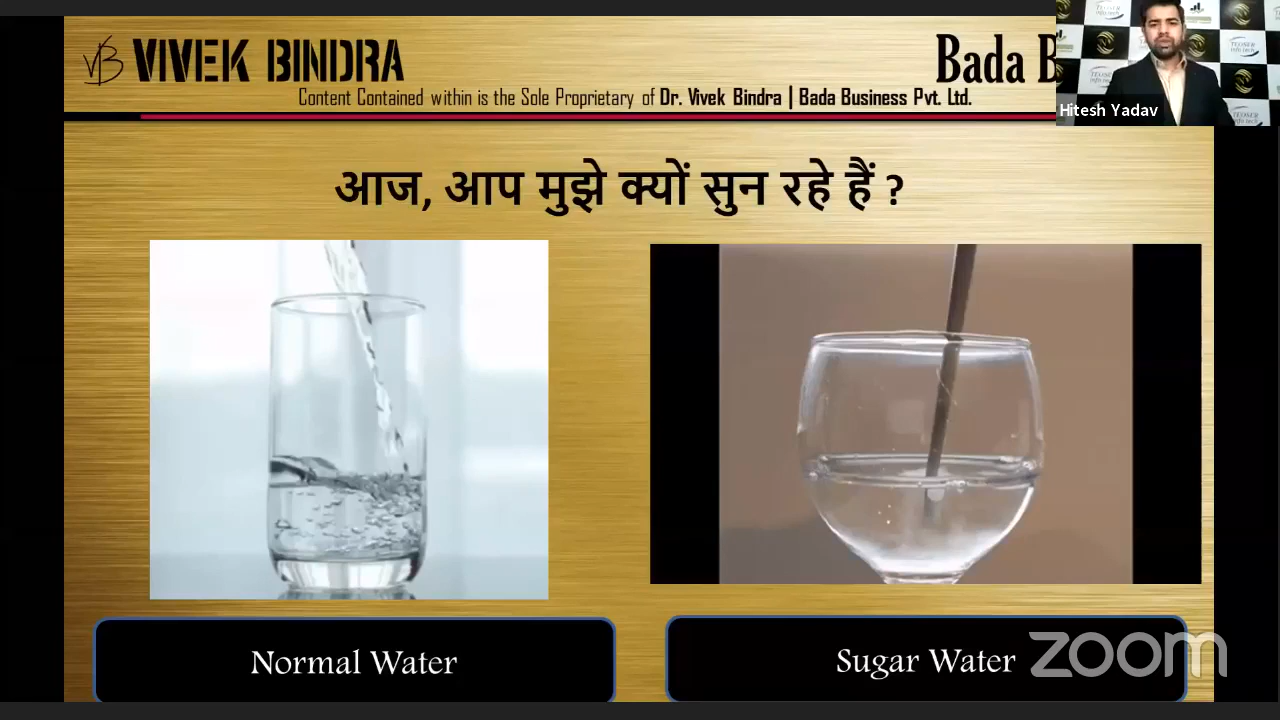 VB VIVEK BINDRA
Bada B
Content Contained within is the Sole Proprietary of Dr. Vivek Bindra | Bada Business Pvt. Ltd.
Hitesh Yadav
आज, आप मुझे क्यों सुन रहे हैं ?
Normal Water
Sugar Water
zoom